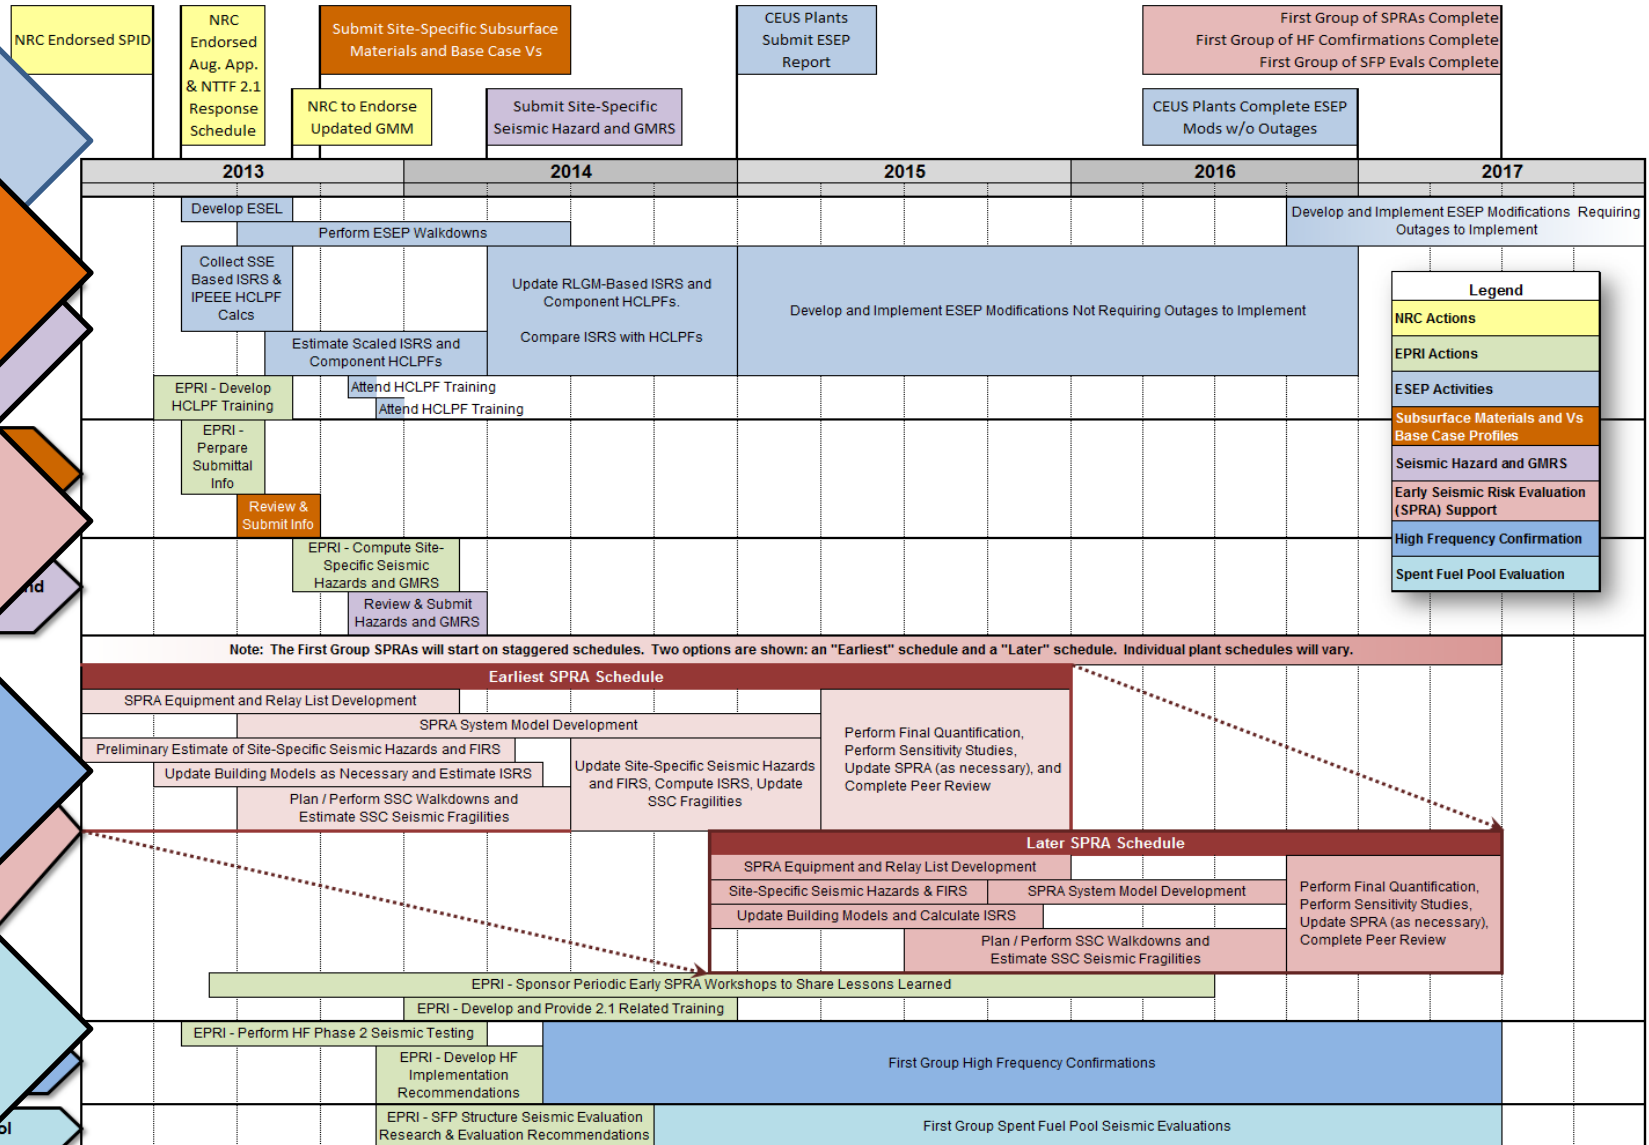 NRC Endorsed SPID
NRC
Endorsed
Aug. App.
& NTTF 2.1
Response
Schedule
Submit Site-Specific Subsurface
Materials and Base Case Vs
NRC to Endorse
Updated GMM
Submit Site-Specific
Seismic Hazard and GMRS
CEUS Plants
Submit ESEP
Report
First Group of SPRAs Complete
First Group of HF Comfirmations Complete
First Group of SFP Evals Complete
CEUS Plants Complete ESEP
Mods w/o Outages
2013
2014
2015
2016
2017
Develop ESEL
Perform ESEP Walkdowns
Develop and Implement ESEP Modifications Requiring
Outages to Implement
Collect SSE
Based ISRS &
IPEEE HCLPF
Calcs
Update RLGM-Based ISRS and
Component HCLPFs.
Compare ISRS with HCLPFs
Develop and Implement ESEP Modifications Not Requiring Outages to Implement
Estimate Scaled ISRS and
Component HCLPFs
EPRI - Develop
HCLPF Training
Attend HCLPF Training
Attend HCLPF Training
Legend
NRC Actions
EPRI Actions
ESEP Activities
Subsurface Materials and Vs
Base Case Profiles
Seismic Hazard and GMRS
Early Seismic Risk Evaluation
(SPRA) Support
High Frequency Confirmation
Spent Fuel Pool Evaluation
EPRI -
Perpare
Submittal
Info
Review &
Submit Info
EPRI - Compute Site-
Specific Seismic
Hazards and GMRS
nd
Review & Submit
Hazards and GMRS
Note: The First Group SPRAs will start on staggered schedules. Two options are shown: an "Earliest" schedule and a "Later" schedule. Individual plant schedules will vary.
Earliest SPRA Schedule
SPRA Equipment and Relay List Development
SPRA System Model Development
Preliminary Estimate of Site-Specific Seismic Hazards and FIRS
Update Building Models as Necessary and Estimate ISRS
Plan / Perform SSC Walkdowns and
Estimate SSC Seismic Fragilities
Update Site-Specific Seismic Hazards
and FIRS, Compute ISRS, Update
SSC Fragilities
Perform Final Quantification,
Perform Sensitivity Studies,
Update SPRA (as necessary), and
Complete Peer Review
Later SPRA Schedule
SPRA Equipment and Relay List Development
Site-Specific Seismic Hazards & FIRS
SPRA System Model Development
Update Building Models and Calculate ISRS
Plan / Perform SSC Walkdowns and
Estimate SSC Seismic Fragilities
Perform Final Quantification,
Perform Sensitivity Studies,
Update SPRA (as necessary),
Complete Peer Review
EPRI - Sponsor Periodic Early SPRA Workshops to Share Lessons Learned
EPRI - Develop and Provide 2.1 Related Training
EPRI - Perform HF Phase 2 Seismic Testing
EPRI - Develop HF
Implementation
Recommendations
First Group High Frequency Confirmations
EPRI - SFP Structure Seismic Evaluation
Research & Evaluation Recommendations
First Group Spent Fuel Pool Seismic Evaluations
ol